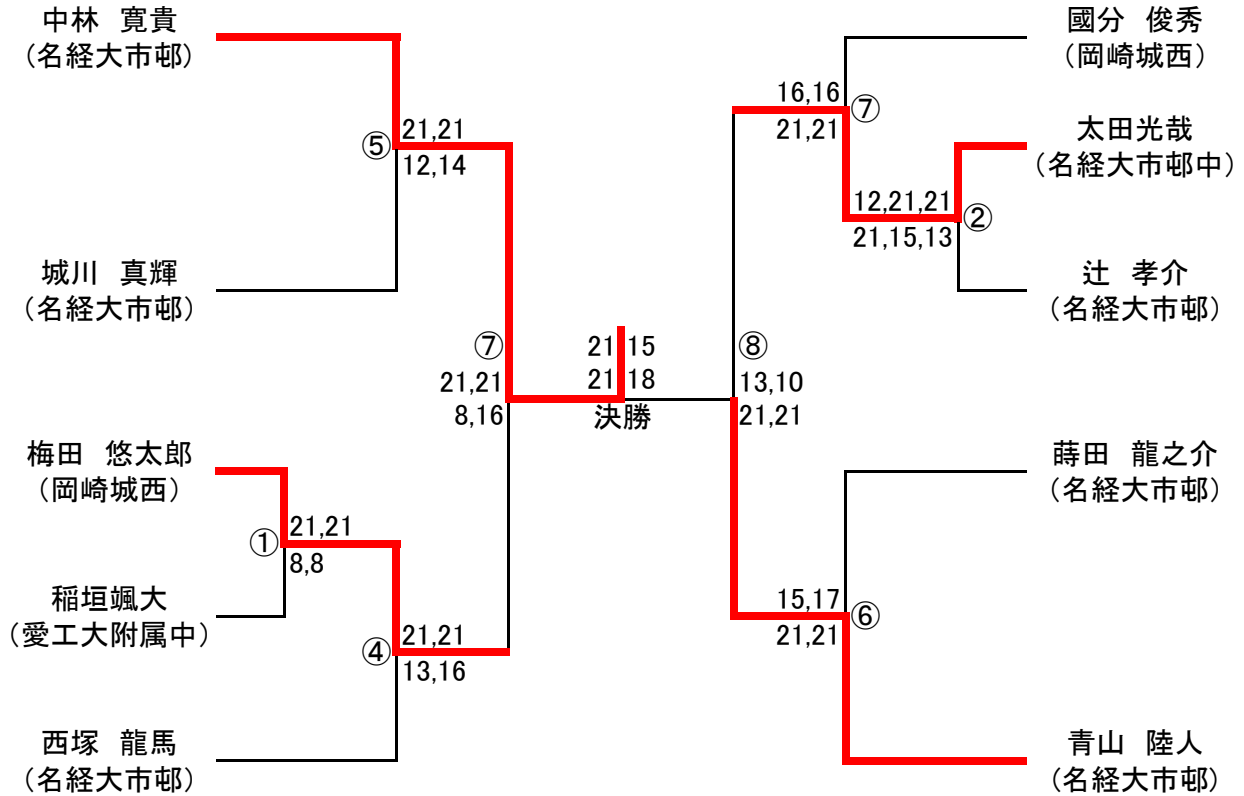 中林　寛貴
（名経大市邨）
⑤
21,21
12,14
城川　真輝
（名経大市邨）
⑦
21,21
8,16
梅田　悠太郎
（岡崎城西）
①
21,21
8,8
稲垣颯大
（愛工大附属中）
④
21,21
13,16
西塚　龍馬
（名経大市邨）
21 15
21 18
決勝
國分　俊秀
（岡崎城西）
16,16
⑦
21,21
太田光哉
（名経大市邨中）
12,21,21
②
21,15,13
辻　孝介
（名経大市邨）
⑧
13,10
21,21
蒔田　龍之介
（名経大市邨）
15,17
⑥
21,21
青山　陸人
（名経大市邨）